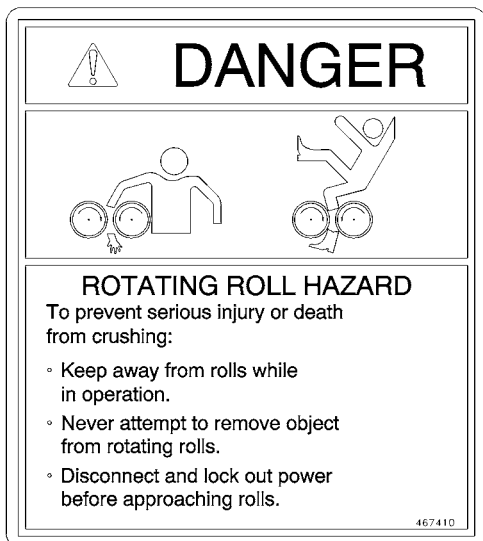 DANGER
ROTATING ROLL HAZARD
To prevent serious injury or death
from crushing:
◦ Keep away from rolls while
in operation.
◦ Never attempt to remove object
from rotating rolls.
◦ Disconnect and lock out power
before approaching rolls.
467410